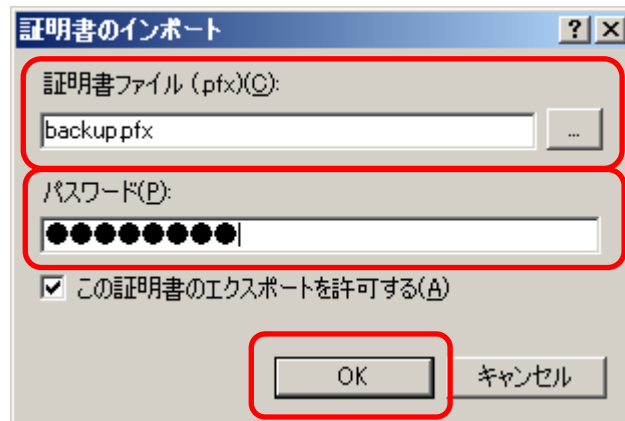 証明書のインポート
証明書ファイル (pfx)(C):
backup.pfx
...
パスワード(P):
●●●●●●●●
この証明書のエクスポートを許可する(A)
OK
キャンセル